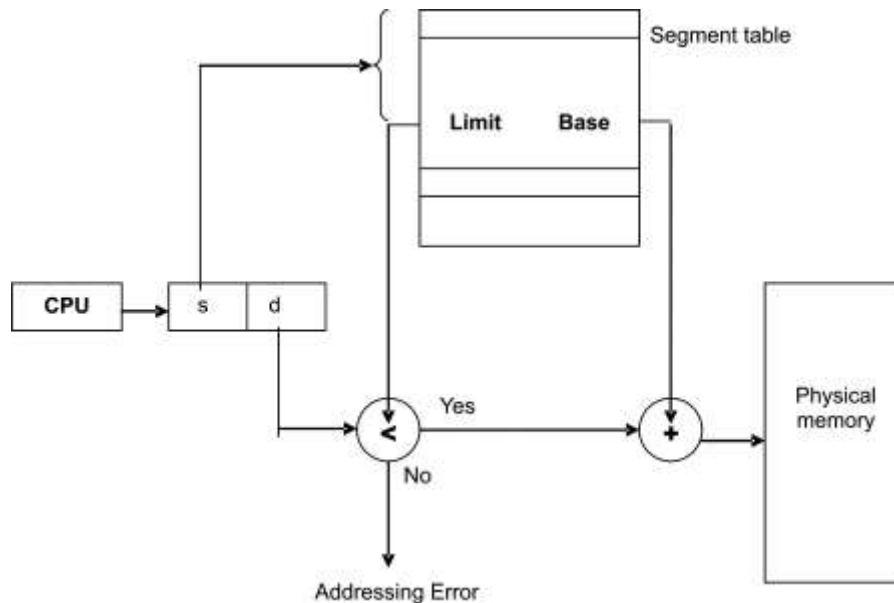 Segment table
Limit Base
CPU
s d
Yes
<
+
No
Physical
memory
Addressing Error